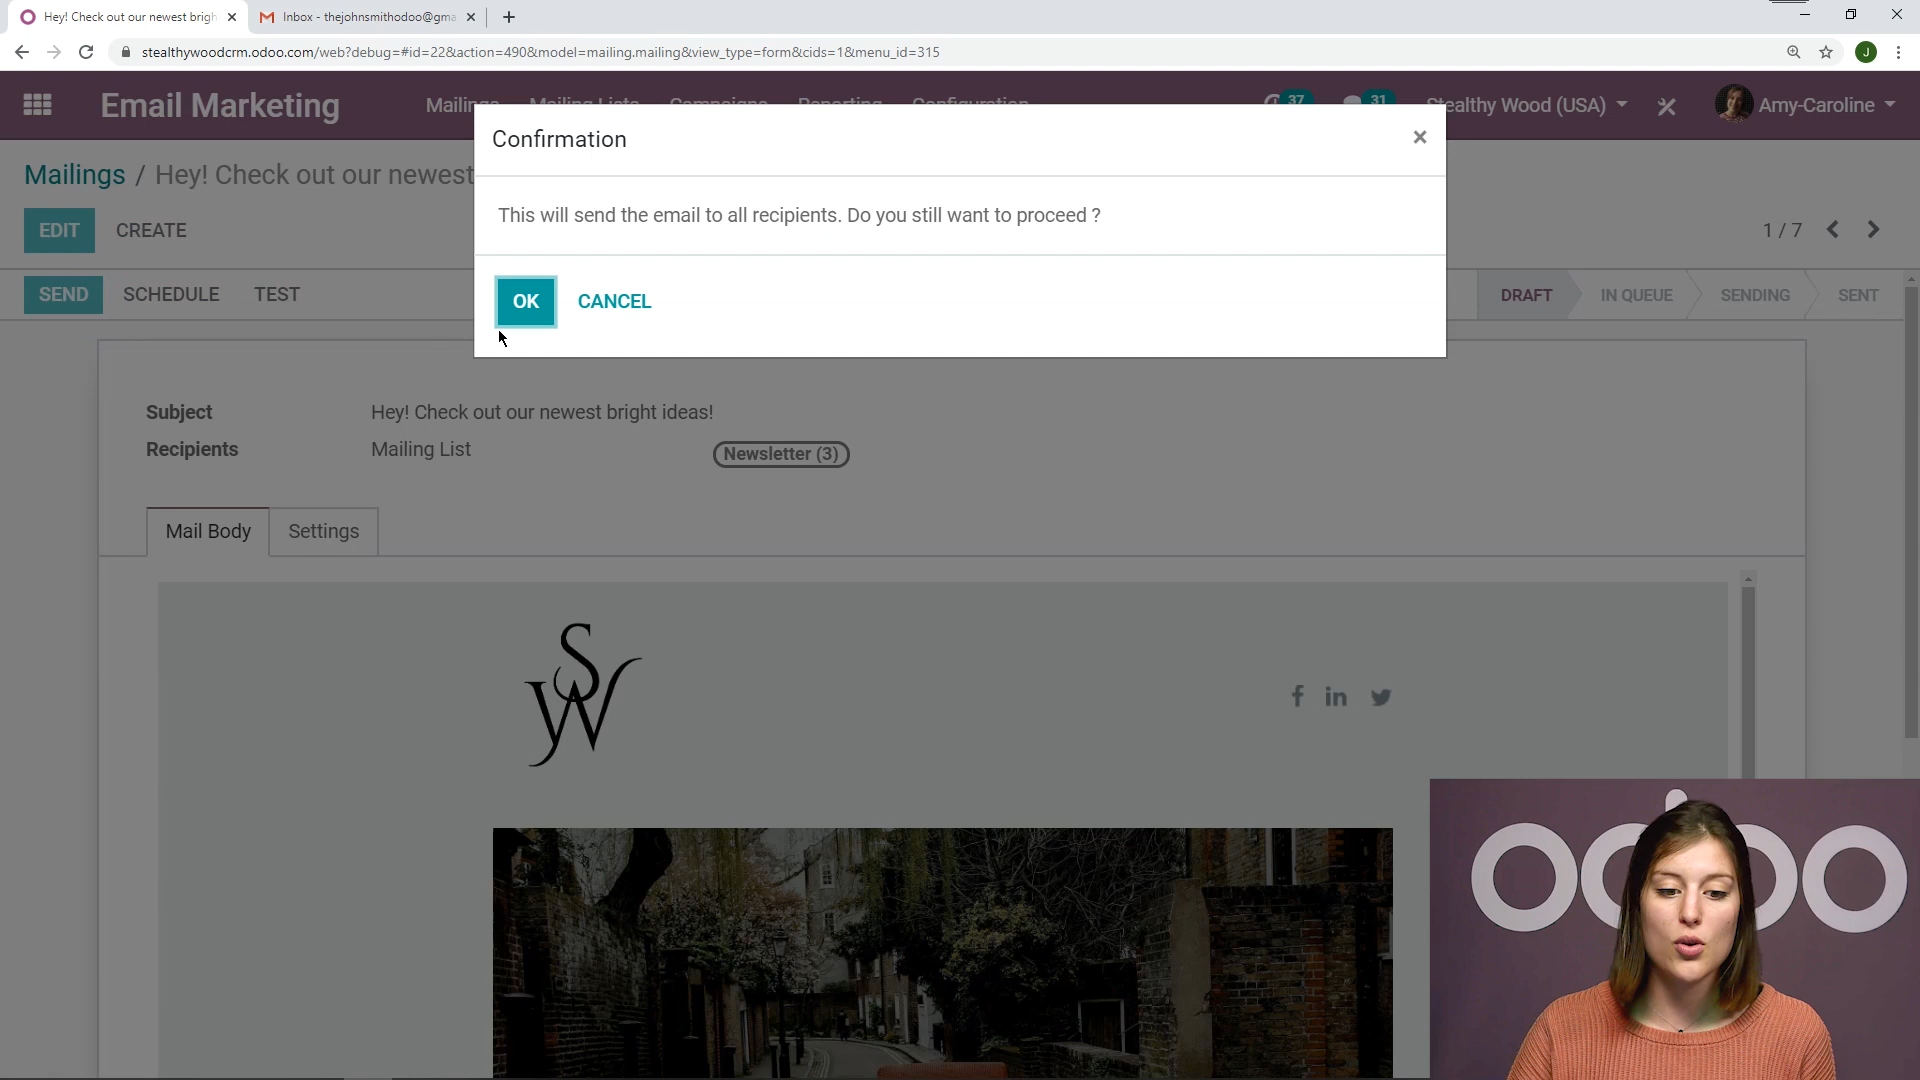 Hey! Check out our newest brigh
Inbox - thejohnsmithodoo@gma
stealthywoodcrm.odoo.com/web?debug=#id=22&action=490&model=mailing.mailing&view_type=form&cids=1&menu_id=315
J
Email Marketing
Mailings Mailing Lists Campaigns Reporting Configuration
37
31
Stealthy Wood (USA)
Amy-Caroline
Confirmation
×
Mailings / Hey! Check out our newest
This will send the email to all recipients. Do you still want to proceed ?
EDIT CREATE
1 / 7
OK CANCEL
SEND SCHEDULE TEST
DRAFT IN QUEUE SENDING SENT
Subject Hey! Check out our newest bright ideas!
Recipients Mailing List Newsletter (3)
Mail Body Settings
SW
odoo